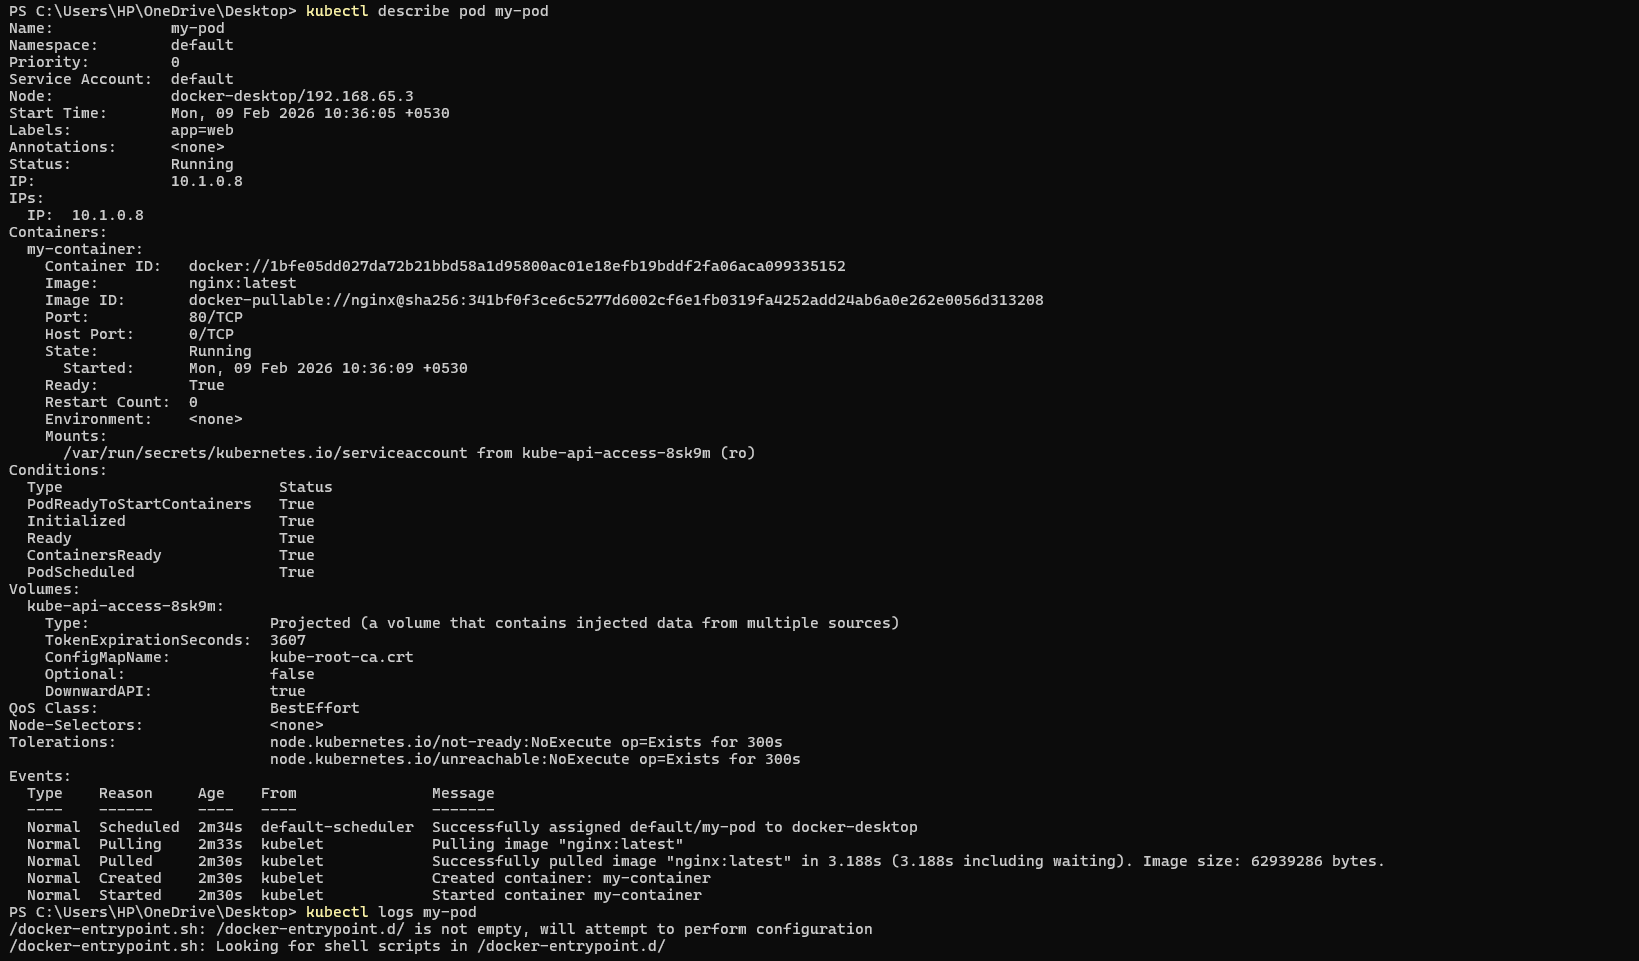 PS C:\Users\HP\OneDrive\Desktop> kubectl describe pod my-pod
Name:             my-pod
Namespace:        default
Priority:         0
Service Account:  default
Node:             docker-desktop/192.168.65.3
Start Time:       Mon, 09 Feb 2026 10:36:05 +0530
Labels:           app=web
Annotations:      <none>
Status:           Running
IP:               10.1.0.8
IPs:
  IP:  10.1.0.8
Containers:
  my-container:
    Container ID:   docker://1bfe05dd027da72b21bbd58a1d95800ac01e18efb19bddf2fa06aca099335152
    Image:          nginx:latest
    Image ID:       docker-pullable://nginx@sha256:341bf0f3ce6c5277d6002cf6e1fb0319fa4252add24ab6a0e262e0056d313208
    Port:           80/TCP
    Host Port:      0/TCP
    State:          Running
      Started:      Mon, 09 Feb 2026 10:36:09 +0530
    Ready:          True
    Restart Count:  0
    Environment:    <none>
    Mounts:
      /var/run/secrets/kubernetes.io/serviceaccount from kube-api-access-8sk9m (ro)
Conditions:
  Type                        Status
  PodReadyToStartContainers   True
  Initialized                 True
  Ready                       True
  ContainersReady             True
  PodScheduled                True
Volumes:
  kube-api-access-8sk9m:
    Type:                    Projected (a volume that contains injected data from multiple sources)
    TokenExpirationSeconds:  3607
    ConfigMapName:           kube-root-ca.crt
    Optional:                false
    DownwardAPI:             true
QoS Class:                   BestEffort
Node-Selectors:              <none>
Tolerations:                 node.kubernetes.io/not-ready:NoExecute op=Exists for 300s
                             node.kubernetes.io/unreachable:NoExecute op=Exists for 300s
Events:
  Type    Reason     Age    From               Message
  ----    ------     ----   ----               -------
  Normal  Scheduled  2m34s  default-scheduler  Successfully assigned default/my-pod to docker-desktop
  Normal  Pulling    2m33s  kubelet            Pulling image "nginx:latest"
  Normal  Pulled     2m30s  kubelet            Successfully pulled image "nginx:latest" in 3.188s (3.188s including waiting). Image size: 62939286 bytes.
  Normal  Created    2m30s  kubelet            Created container: my-container
  Normal  Started    2m30s  kubelet            Started container my-container
PS C:\Users\HP\OneDrive\Desktop> kubectl logs my-pod
/docker-entrypoint.sh: /docker-entrypoint.d/ is not empty, will attempt to perform configuration
/docker-entrypoint.sh: Looking for shell scripts in /docker-entrypoint.d/